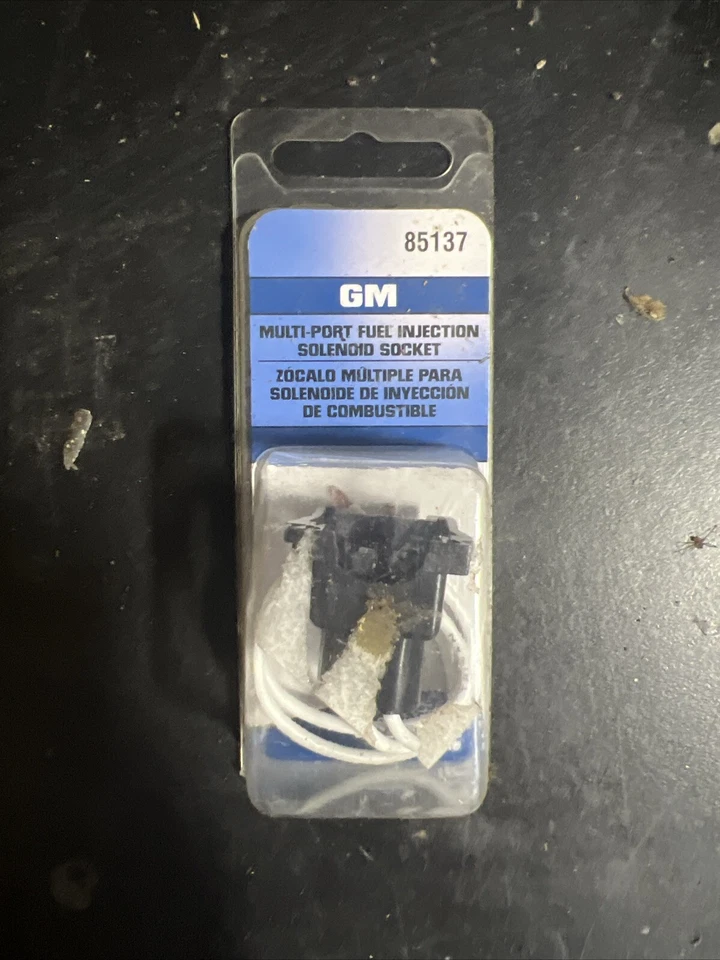 85137
GM
MULTI-PORT FUEL INJECTION
SOLENOID SOCKET
ZÓCALO MÚLTIPLE PARA
SOLENOIDE DE INYECCIÓN
DE COMBUSTIBLE